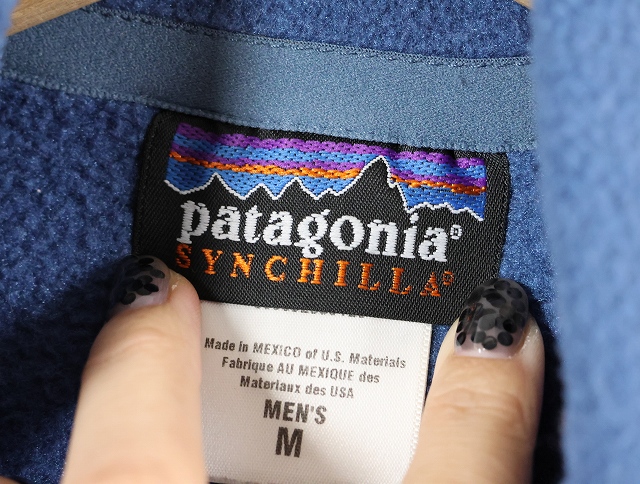 patagonia®
SYNCHILLA®
Made in MEXICO of U.S. Materials
Fabrique AU MEXIQUE des
Materiaux des USA
MEN'S
M